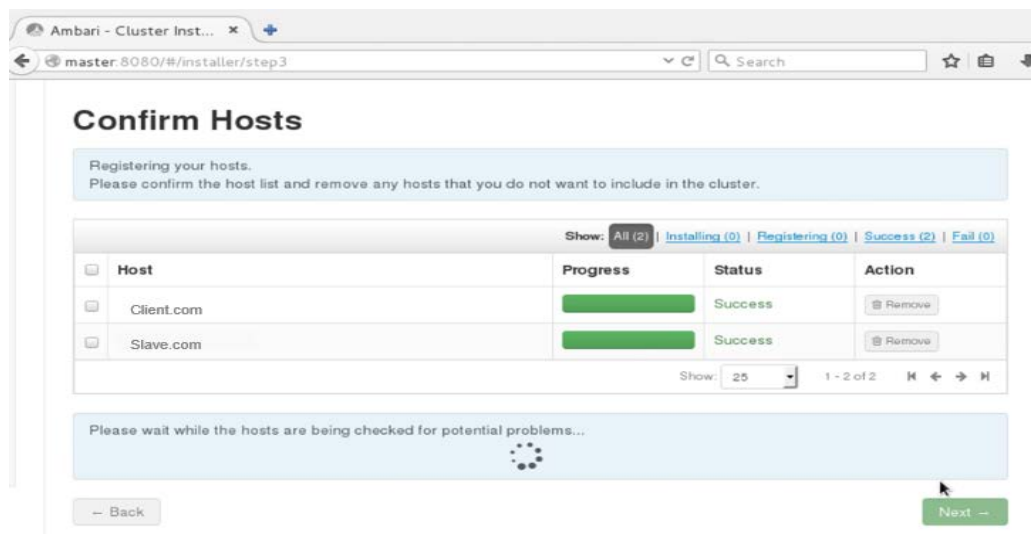 Ambari - Cluster Inst...
master:8080/#/installer/step3
Search
Confirm Hosts
Registering your hosts.
Please confirm the host list and remove any hosts that you do not want to include in the cluster.
Show: All (2) | Installing (0) | Registering (0) | Success (2) | Fail (0)
Host Progress Status Action
Client.com Success Remove
Slave.com Success Remove
Show: 25 1 - 2 of 2
Please wait while the hosts are being checked for potential problems...
← Back
Next →